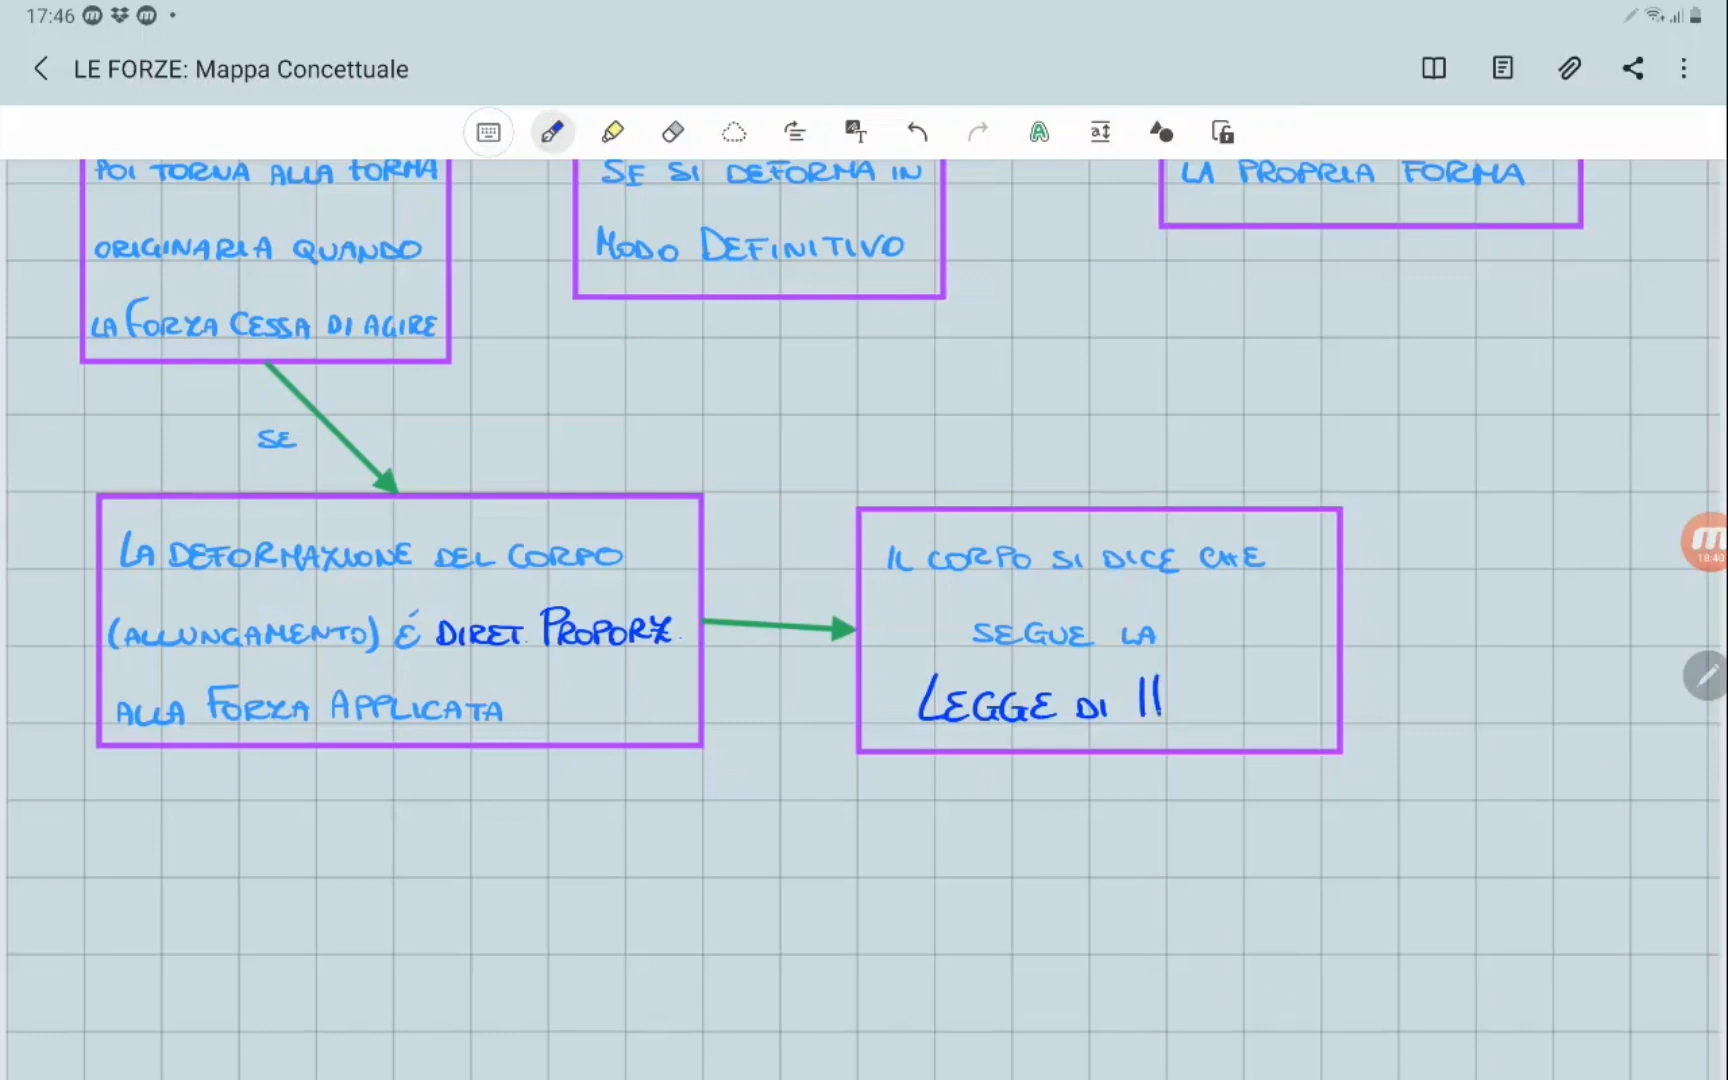 17:46
LE FORZE: Mappa Concettuale
POI TORNA ALLA FORMA
ORIGINARIA QUANDO
LA FORZA CESSA DI AGIRE
SE SI DEFORMA IN
MODO DEFINITIVO
LA PROPRIA FORMA
SE
LA DEFORMAZIONE DEL CORPO
(ALLUNGAMENTO) É DIRET. PROPORZ.
ALLA FORZA APPLICATA
IL CORPO SI DICE CHE
SEGUE LA
LEGGE DI
18:40